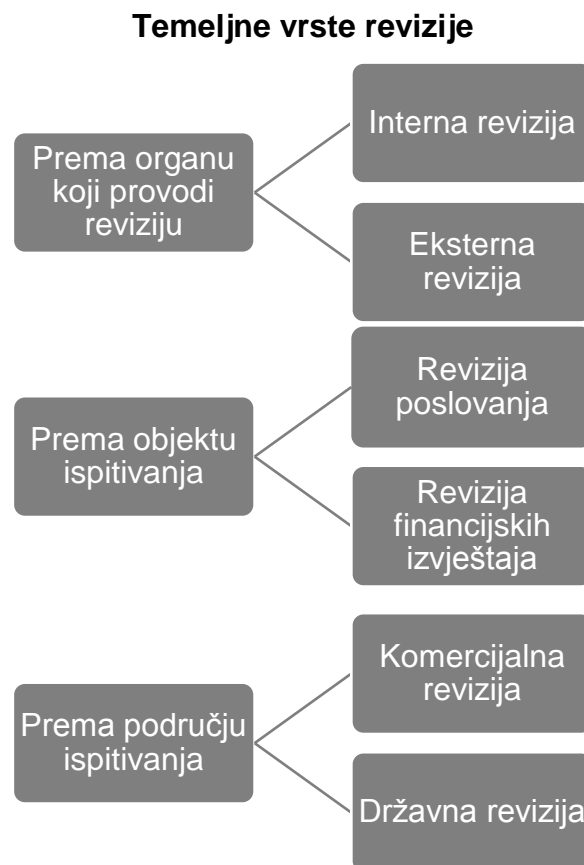 Temeljne vrste revizije
Prema organu
koji provodi
reviziju
Interna revizija
Eksterna
revizija
Prema objektu
ispitivanja
Revizija
poslovanja
Revizija
financijskih
izvještaja
Prema području
ispitivanja
Komercijalna
revizija
Državna revizija